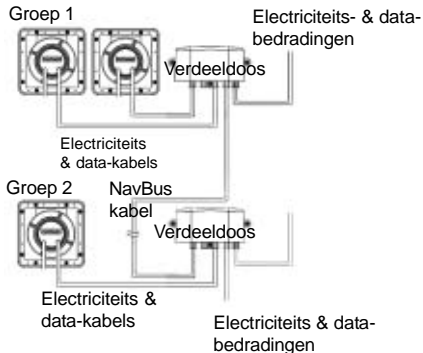 Groep 1
Electriciteits- & data-
bedradingen
Verdeeldoos
Electriciteits
& data-kabels
Groep 2
NavBus
kabel
Verdeeldoos
Electriciteits &
data-kabels
Electriciteits & data-
bedradingen